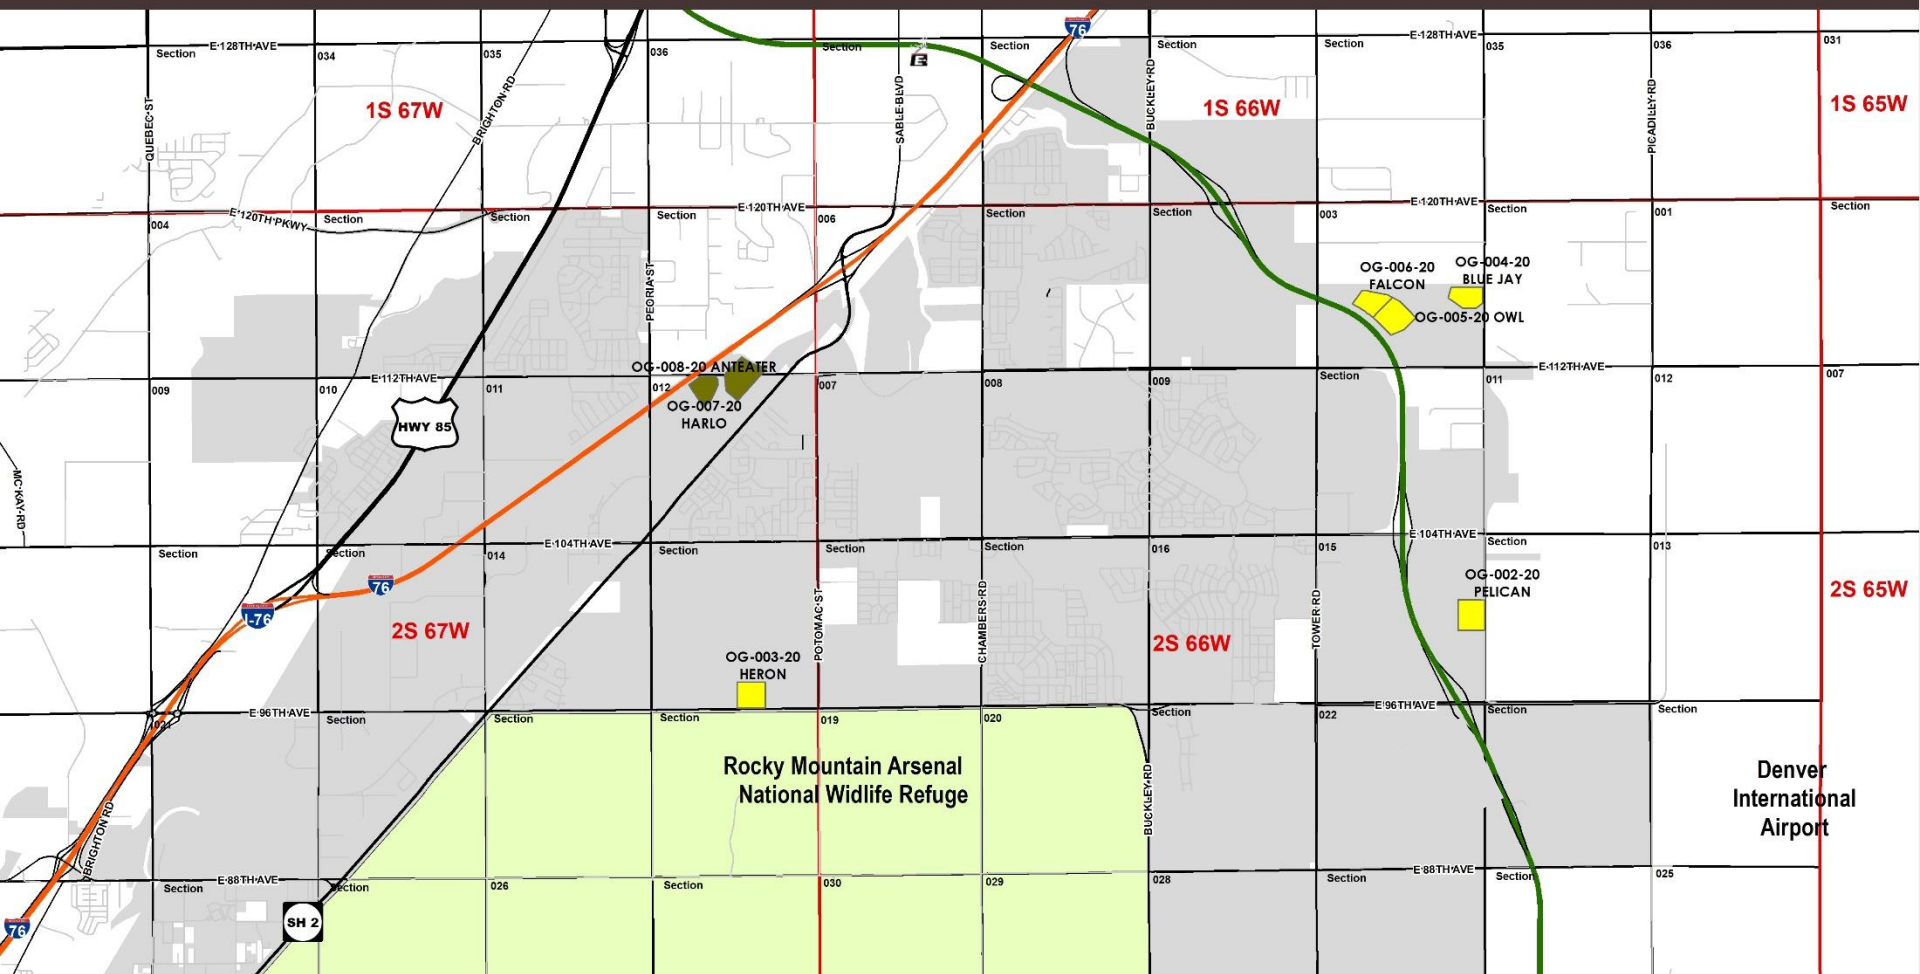 E 128TH AVE
Section
034
035
036
Section
E
Section
76
Section
Section
E 128TH AVE
035
036
031
QUEBEC ST
1S 67W
BRIGHTON RD
SABLE BLVD
BUCKLEY RD
1S 66W
PICADILLY RD
1S 65W
E 120TH PKWY
004
Section
Section
Section
E 120TH AVE
006
Section
Section
003
E 120TH AVE
Section
001
Section
PEORIA ST
OG-006-20
FALCON
OG-004-20
BLUE JAY
OG-005-20 OWL
OG-008-20 ANTEATER
009
010
E 112TH AVE
011
012
007
008
009
Section
011
E 112TH AVE
012
007
OG-007-20
HARLO
HWY 85
MC KAY RD
Section
Section
014
E 104TH AVE
Section
Section
Section
016
015
E 104TH AVE
Section
013
I-76
76
2S 67W
POTOMAC ST
CHAMBERS RD
2S 66W
TOWER RD
OG-002-20
PELICAN
2S 65W
OG-003-20
HERON
E 96TH AVE
Section
Section
Section
019
020
Section
022
E 96TH AVE
Section
Section
Rocky Mountain Arsenal
National Widlife Refuge
Denver
International
Airport
BRIGHTON RD
BUCKLEY RD
Section
E 88TH AVE
Section
026
Section
030
029
028
Section
E 88TH AVE
Section
025
76
SH 2